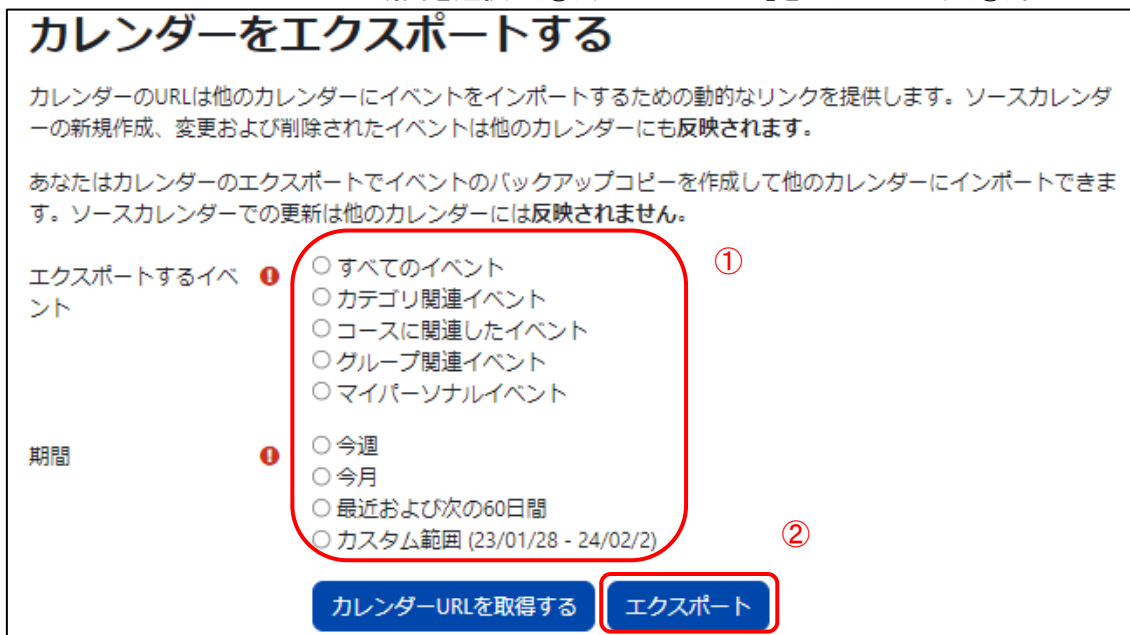 カレンダーをエクスポートする
カレンダーのURLは他のカレンダーにイベントをインポートするための動的なリンクを提供します。ソースカレンダ
ーの新規作成、変更および削除されたイベントは他のカレンダーにも反映されます。
あなたはカレンダーのエクスポートでイベントのバックアップコピーを作成して他のカレンダーにインポートできま
す。ソースカレンダーでの更新は他のカレンダーには反映されません。
エクスポートするイベ
ント
すべてのイベント
カテゴリ関連イベント
コースに関連したイベント
グループ関連イベント
マイパーソナルイベント
①
期間
今週
今月
最近および次の60日間
カスタム範囲 (23/01/28 - 24/02/2)
②
カレンダーURLを取得する
エクスポート